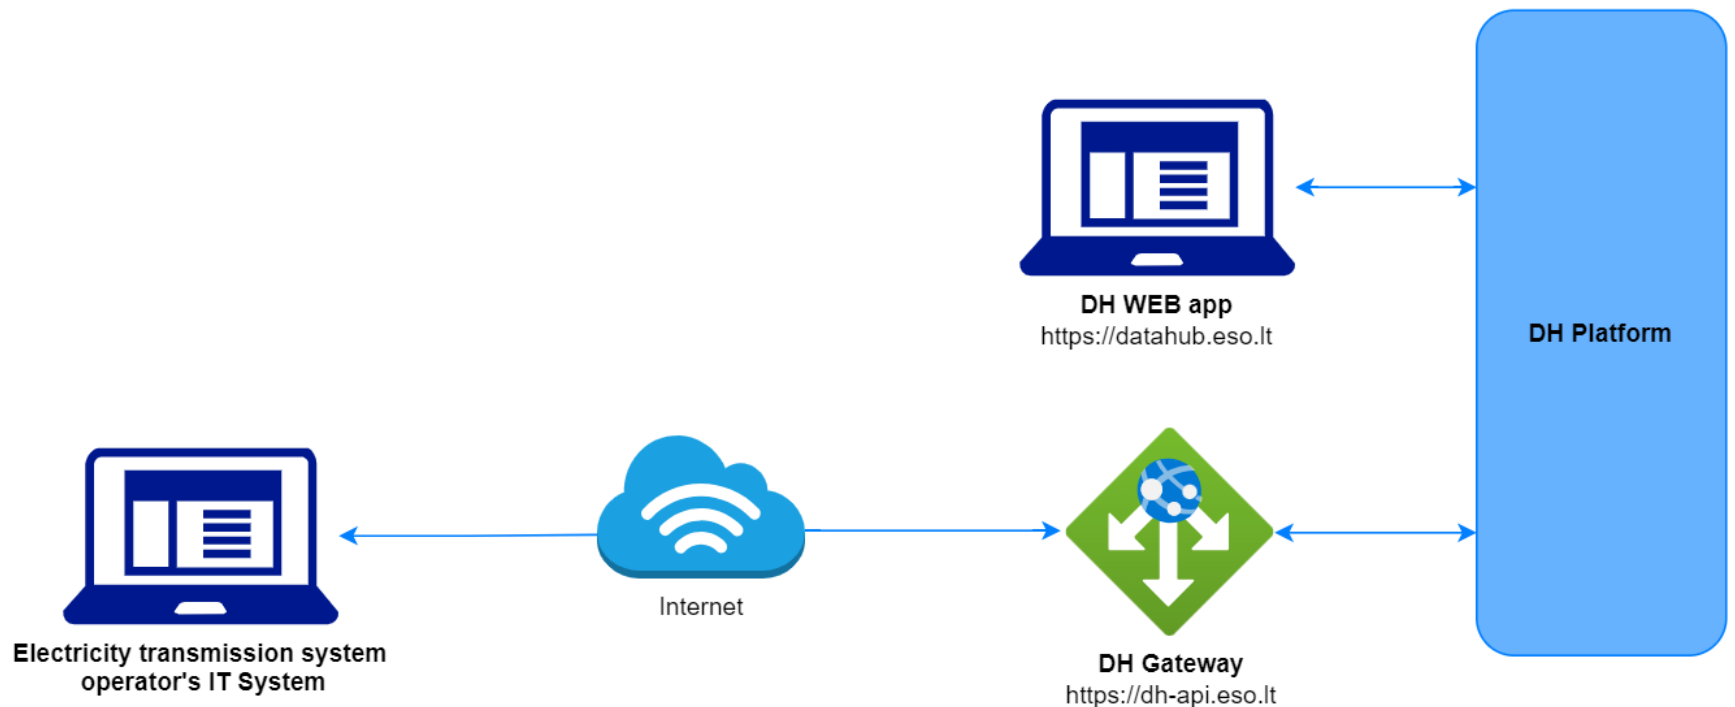 DH WEB app
https://datahub.eso.lt
DH Platform
Internet
Electricity transmission system
operator's IT System
DH Gateway
https://dh-api.eso.lt